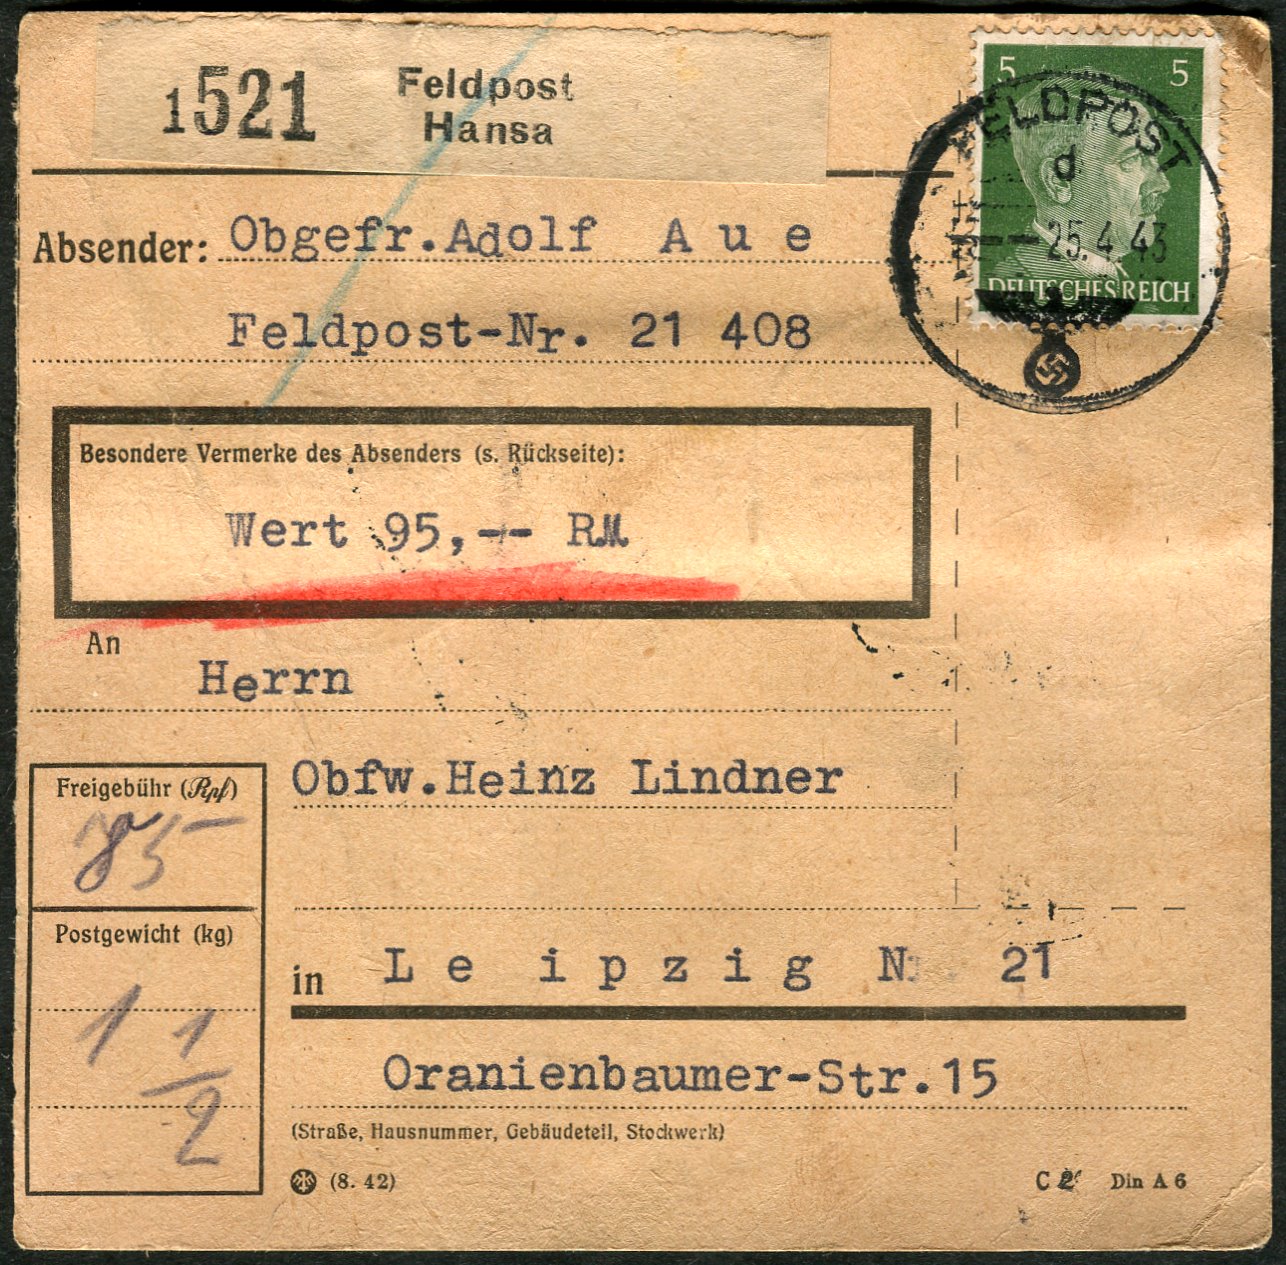 1521 Feldpost
Hansa
5 5
FELDPOST
d
25.4.43
DEUTSCHES REICH
Absender: Obgefr. Adolf A u e
Feldpost-Nr. 21 408
Besondere Vermerke des Absenders (s. Rückseite):
Wert 95,-- RM
An
Herrn
Obfw. Heinz Lindner
Freigebühr (Rpf)
85
Postgewicht (kg)
1 1/2
in L e i p z i g N 21
Oranienbaumer-Str.15
(Straße, Hausnummer, Gebäudeteil, Stockwerk)
(8. 42)
C Din A 6